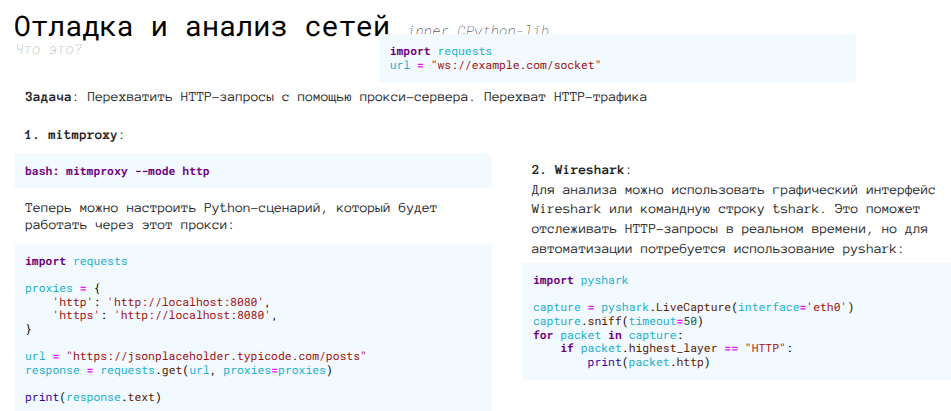 Отладка и анализ сетей inner CPython-lib
Что это?
import requests
url = "ws://example.com/socket"
Задача: Перехватить HTTP-запросы с помощью прокси-сервера. Перехват HTTP-трафика
1. mitmproxy:
bash: mitmproxy --mode http
Теперь можно настроить Python-сценарий, который будет
работать через этот прокси:
import requests
proxies = {
    'http': 'http://localhost:8080',
    'https': 'http://localhost:8080',
}
url = "https://jsonplaceholder.typicode.com/posts"
response = requests.get(url, proxies=proxies)
print(response.text)
2. Wireshark:
Для анализа можно использовать графический интерфейс
Wireshark или командную строку tshark. Это поможет
отслеживать HTTP-запросы в реальном времени, но для
автоматизации потребуется использование pyshark:
import pyshark
capture = pyshark.LiveCapture(interface='eth0')
capture.sniff(timeout=50)
for packet in capture:
    if packet.highest_layer == "HTTP":
        print(packet.http)